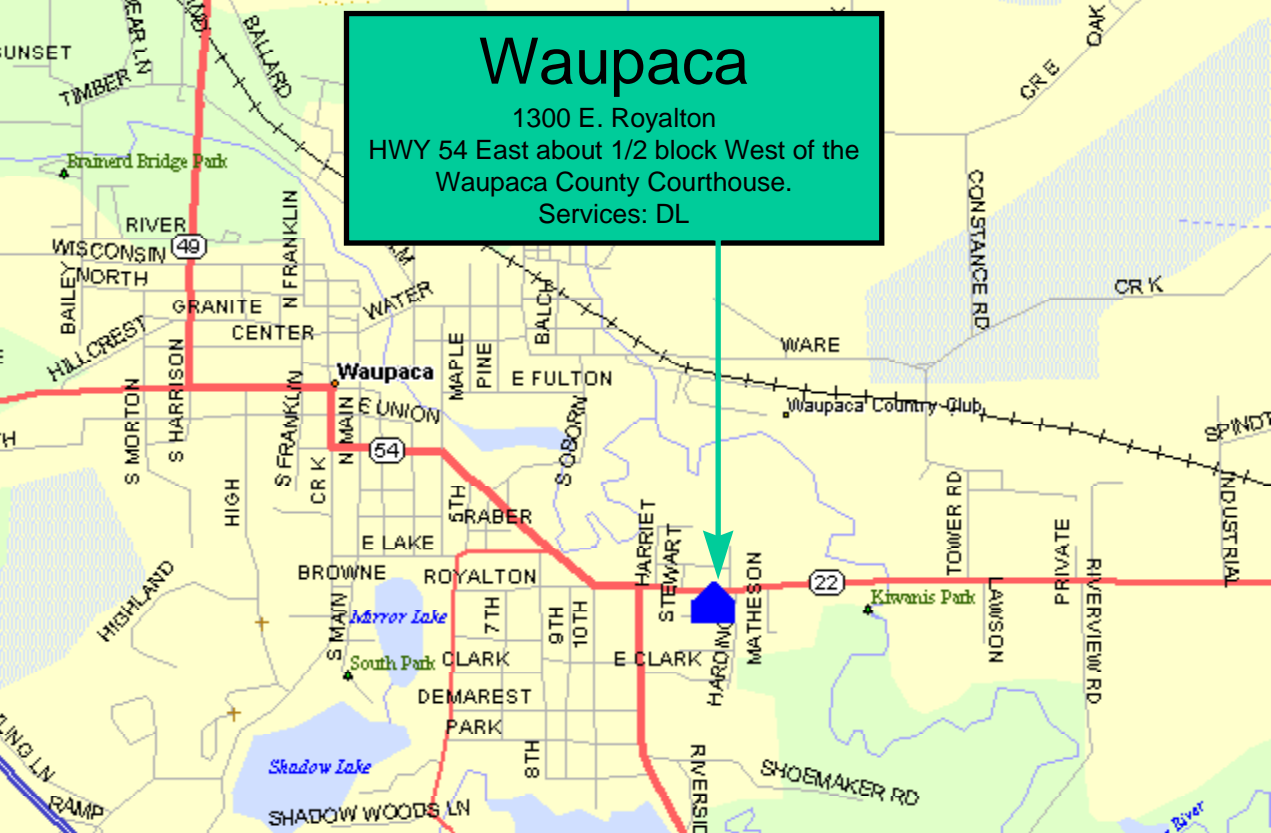 Waupaca
1300 E. Royalton
HWY 54 East about 1/2 block West of the
Waupaca County Courthouse.
Services: DL
SUNSET
TIMBER
BALLARD
OAK
CR E
Brainerd Bridge Park
RIVER
49
WISCONSIN
NORTH
BAILEY
N FRANKLIN
CONSTANCE RD
CR K
GRANITE
WATER
CENTER
HILLCREST
BALCH
MAPLE
PINE
WARE
Waupaca
E FULTON
S MORTON
S HARRISON
S FRANKLIN
N MAIN
E UNION
S OBORN
Waupaca Country Club
54
HIGH
CR K
5TH
RABER
E LAKE
HARRIET
STEWART
TOWER RD
PRIVATE
INDUSTRIAL
BROWNE
ROYALTON
22
HIGHLAND
S MAIN
Mirror Lake
7TH
9TH
10TH
MATHESON
Kiwanis Park
LAWSON
RIVERVIEW RD
South Park
CLARK
E CLARK
DEMAREST
PARK
8TH
Shadow Lake
SHOEMAKER RD
RAMP
SHADOW WOODS LN
River